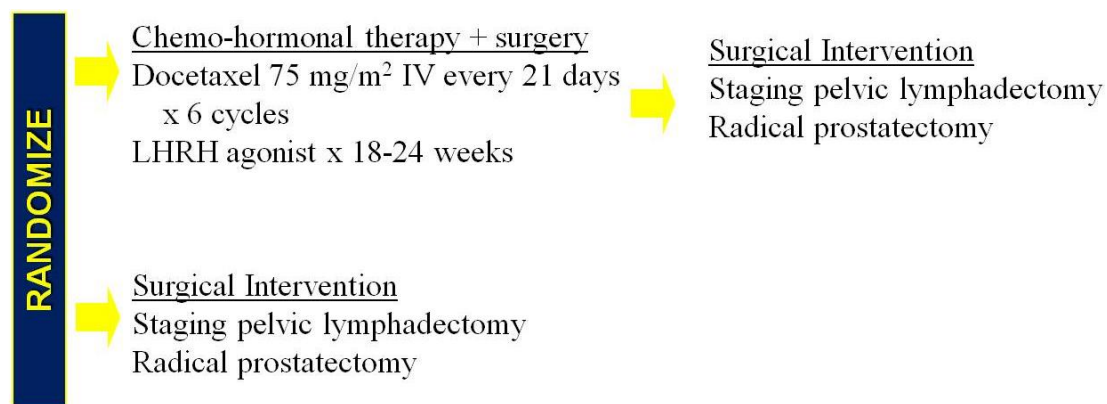 RANDOMIZE
Chemo-hormonal therapy + surgery
Docetaxel 75 mg/m² IV every 21 days
x 6 cycles
LHRH agonist x 18-24 weeks
Surgical Intervention
Staging pelvic lymphadectomy
Radical prostatectomy
Surgical Intervention
Staging pelvic lymphadectomy
Radical prostatectomy